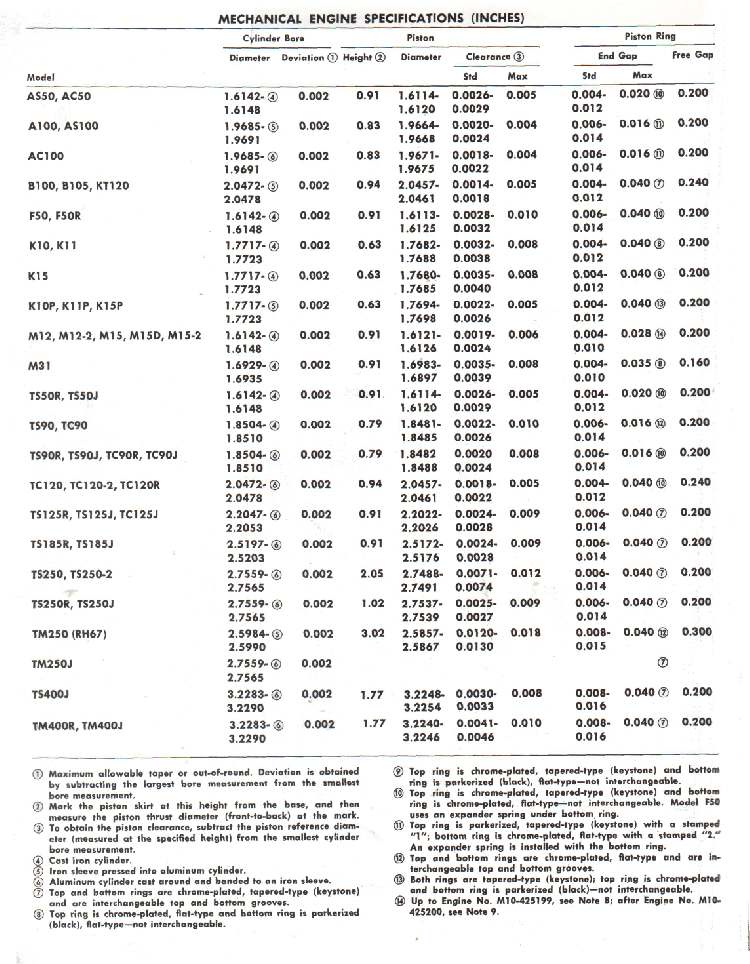 MECHANICAL ENGINE SPECIFICATIONS (INCHES)
Cylinder Bore Piston Piston Ring
Diameter Deviation ① Height ② Diameter Clearance ③ End Gap Free Gap
Model Std Max Std Max
AS50, AC50 1.6142- ④ 0.002 0.91 1.6114- 0.0026- 0.005 0.004- 0.020 ⑩ 0.200
1.6148 1.6120 0.0029 0.012
A100, AS100 1.9685- ⑤ 0.002 0.83 1.9664- 0.0020- 0.004 0.006- 0.016 ⑪ 0.200
1.9691 1.9668 0.0024 0.014
AC100 1.9685- ⑥ 0.002 0.83 1.9671- 0.0018- 0.004 0.006- 0.016 ⑪ 0.200
1.9691 1.9675 0.0022 0.014
B100, B105, KT120 2.0472- ⑤ 0.002 0.94 2.0457- 0.0014- 0.005 0.004- 0.040 ⑦ 0.240
2.0478 2.0461 0.0018 0.012
F50, F50R 1.6142- ④ 0.002 0.91 1.6113- 0.0028- 0.010 0.006- 0.040 ⑩ 0.200
1.6148 1.6125 0.0032 0.014
K10, K11 1.7717- ④ 0.002 0.63 1.7682- 0.0032- 0.008 0.004- 0.040 ⑧ 0.200
1.7723 1.7688 0.0038 0.012
K15 1.7717- ④ 0.002 0.63 1.7680- 0.0035- 0.008 0.004- 0.040 ⑧ 0.200
1.7723 1.7685 0.0040 0.012
K10P, K11P, K15P 1.7717- ⑤ 0.002 0.63 1.7694- 0.0022- 0.005 0.004- 0.040 ⑬ 0.200
1.7723 1.7698 0.0026 0.012
M12, M12-2, M15, M15D, M15-2 1.6142- ④ 0.002 0.91 1.6121- 0.0019- 0.006 0.004- 0.028 ⑭ 0.200
1.6148 1.6126 0.0024 0.010
M31 1.6929- ④ 0.002 0.91 1.6983- 0.0035- 0.008 0.004- 0.035 ⑧ 0.160
1.6935 1.6897 0.0039 0.010
TS50R, TS50J 1.6142- ④ 0.002 0.91 1.6114- 0.0026- 0.005 0.004- 0.020 ⑩ 0.200
1.6148 1.6120 0.0029 0.012
TS90, TC90 1.8504- ④ 0.002 0.79 1.8481- 0.0022- 0.010 0.006- 0.016 ⑫ 0.200
1.8510 1.8485 0.0026 0.014
TS90R, TS90J, TC90R, TC90J 1.8504- ⑥ 0.002 0.79 1.8482 0.0020 0.008 0.006- 0.016 ⑩ 0.200
1.8510 1.8488 0.0024 0.014
TC120, TC120-2, TC120R 2.0472- ⑥ 0.002 0.94 2.0457- 0.0018- 0.005 0.004- 0.040 ⑩ 0.240
2.0478 2.0461 0.0022 0.012
TS125R, TS125J, TC125J 2.2047- ⑥ 0.002 0.91 2.2022- 0.0024- 0.009 0.006- 0.040 ⑦ 0.200
2.2053 2.2026 0.0028 0.014
TS185R, TS185J 2.5197- ⑥ 0.002 0.91 2.5172- 0.0024- 0.009 0.006- 0.040 ⑦ 0.200
2.5203 2.5176 0.0028 0.014
TS250, TS250-2 2.7559- ⑥ 0.002 2.05 2.7488- 0.0071- 0.012 0.006- 0.040 ⑦ 0.200
2.7565 2.7491 0.0074 0.014
TS250R, TS250J 2.7559- ⑥ 0.002 1.02 2.7537- 0.0025- 0.009 0.006- 0.040 ⑦ 0.200
2.7565 2.7539 0.0027 0.014
TM250 (RH67) 2.5984- ⑤ 0.002 3.02 2.5857- 0.0120- 0.018 0.008- 0.040 ⑫ 0.300
2.5990 2.5867 0.0130 0.015
TM250J 2.7559- ⑥ 0.002 ⑦
2.7565
TS400J 3.2283- ⑥ 0.002 1.77 3.2248- 0.0030- 0.008 0.008- 0.040 ⑦ 0.200
3.2290 3.2254 0.0033 0.016
TM400R, TM400J 3.2283- ⑥ 0.002 1.77 3.2240- 0.0041- 0.010 0.008- 0.040 ⑦ 0.200
3.2290 3.2246 0.0046 0.016
① Maximum allowable taper or out-of-round. Deviation is obtained
by subtracting the largest bore measurement from the smallest
bore measurement.
② Mark the piston skirt at this height from the base, and then
measure the piston thrust diameter (front-to-back) at the mark.
③ To obtain the piston clearance, subtract the piston reference diam-
eter (measured at the specified height) from the smallest cylinder
bore measurement.
④ Cast iron cylinder.
⑤ Iron sleeve pressed into aluminum cylinder.
⑥ Aluminum cylinder cast around and bonded to an iron sleeve.
⑦ Top and bottom rings are chrome-plated, tapered-type (keystone)
and are interchangeable top and bottom grooves.
⑧ Top ring is chrome-plated, flat-type and bottom ring is parkerized
(black), flat-type—not interchangeable.
⑨ Top ring is chrome-plated, tapered-type (keystone) and bottom
ring is parkerized (black), flat-type—not interchangeable.
⑩ Top ring is chrome-plated, tapered-type (keystone) and bottom
ring is chrome-plated, flat-type—not interchangeable. Model F50
uses an expander spring under bottom ring.
⑪ Top ring is parkerized, tapered-type (keystone) with a stamped
"1"; bottom ring is chrome-plated, flat-type with a stamped "2."
An expander spring is installed with the bottom ring.
⑫ Top and bottom rings are chrome-plated, flat-type and are in-
terchangeable top and bottom grooves.
⑬ Both rings are tapered-type (keystone); top ring is chrome-plated
and bottom ring is parkerized (black)—not interchangeable.
⑭ Up to Engine No. M10-425199, see Note 8; after Engine No. M10-
425200, see Note 9.